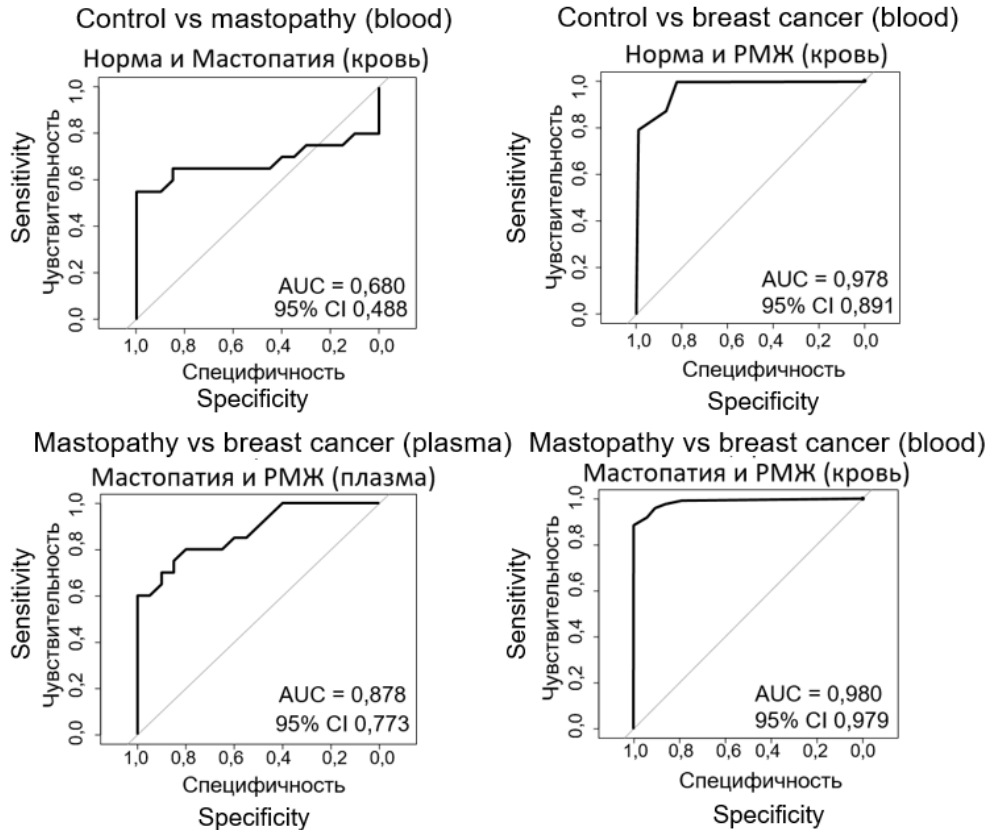 Control vs mastopathy (blood)
Норма и Мастопатия (кровь)
Sensitivity
Чувствительность
1,0
0,8
0,6
0,4
0,2
0,0
AUC = 0,680
95% CI 0,488
1,0 0,8 0,6 0,4 0,2 0,0
Специфичность
Specificity
Control vs breast cancer (blood)
Норма и РМЖ (кровь)
Sensitivity
Чувствительность
1,0
0,8
0,6
0,4
0,2
0,0
AUC = 0,978
95% CI 0,891
1,0 0,8 0,6 0,4 0,2 0,0
Специфичность
Specificity
Mastopathy vs breast cancer (plasma)
Мастопатия и РМЖ (плазма)
Sensitivity
Чувствительность
1,0
0,8
0,6
0,4
0,2
0,0
AUC = 0,878
95% CI 0,773
1,0 0,8 0,6 0,4 0,2 0,0
Специфичность
Specificity
Mastopathy vs breast cancer (blood)
Мастопатия и РМЖ (кровь)
Sensitivity
Чувствительность
1,0
0,8
0,6
0,4
0,2
0,0
AUC = 0,980
95% CI 0,979
1,0 0,8 0,6 0,4 0,2 0,0
Специфичность
Specificity